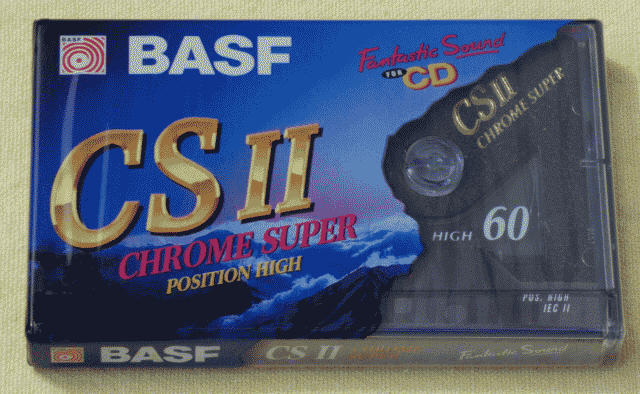 BASF
BASF
Fantastic Sound
FOR CD
CS II
CHROME SUPER
CS II
CHROME SUPER
POSITION HIGH
HIGH 60
POS. HIGH
IEC II
BASF
CS II
Fantastic Sound